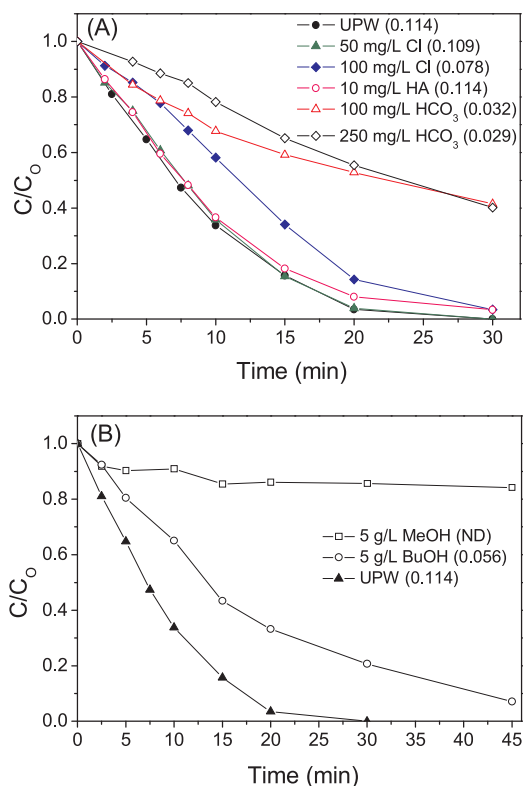 (A)
UPW (0.114)
50 mg/L Cl (0.109)
100 mg/L Cl (0.078)
10 mg/L HA (0.114)
100 mg/L HCO3 (0.032)
250 mg/L HCO3 (0.029)
C/CO
1.0
0.8
0.6
0.4
0.2
0.0
0 5 10 15 20 25 30
Time (min)
(B)
5 g/L MeOH (ND)
5 g/L BuOH (0.056)
UPW (0.114)
C/CO
1.0
0.8
0.6
0.4
0.2
0.0
0 5 10 15 20 25 30 35 40 45
Time (min)